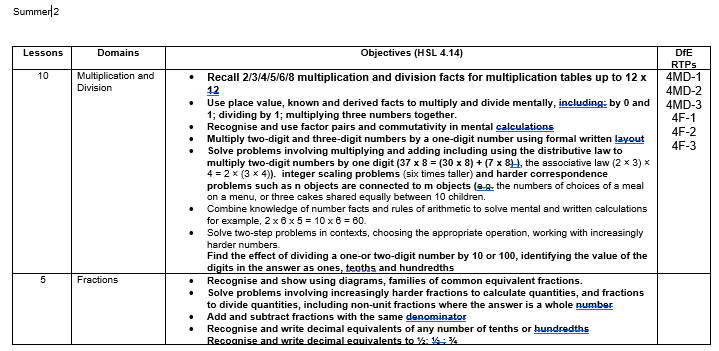 Summer 2
Lessons
Domains
Objectives (HSL 4.14)
DfE
RTPs
10
Multiplication and
Division
• Recall 2/3/4/5/6/8 multiplication and division facts for multiplication tables up to 12 x
12
• Use place value, known and derived facts to multiply and divide mentally, including: by 0 and
1; dividing by 1; multiplying three numbers together.
• Recognise and use factor pairs and commutativity in mental calculations
• Multiply two-digit and three-digit numbers by a one-digit number using formal written layout
• Solve problems involving multiplying and adding including using the distributive law to
multiply two-digit numbers by one digit (37 x 8 = (30 x 8) + (7 x 8)), the associative law (2 × 3) ×
4 = 2 × (3 × 4)). integer scaling problems (six times taller) and harder correspondence
problems such as n objects are connected to m objects (e.g. the numbers of choices of a meal
on a menu, or three cakes shared equally between 10 children.
• Combine knowledge of number facts and rules of arithmetic to solve mental and written calculations
for example, 2 x 6 x 5 = 10 x 6 = 60.
• Solve two-step problems in contexts, choosing the appropriate operation, working with increasingly
harder numbers.
Find the effect of dividing a one-or two-digit number by 10 or 100, identifying the value of the
digits in the answer as ones, tenths and hundredths
4MD-1
4MD-2
4MD-3
4F-1
4F-2
4F-3
5
Fractions
• Recognise and show using diagrams, families of common equivalent fractions.
• Solve problems involving increasingly harder fractions to calculate quantities, and fractions
to divide quantities, including non-unit fractions where the answer is a whole number
• Add and subtract fractions with the same denominator
• Recognise and write decimal equivalents of any number of tenths or hundredths
Recognise and write decimal equivalents to ¼; ½; ¾